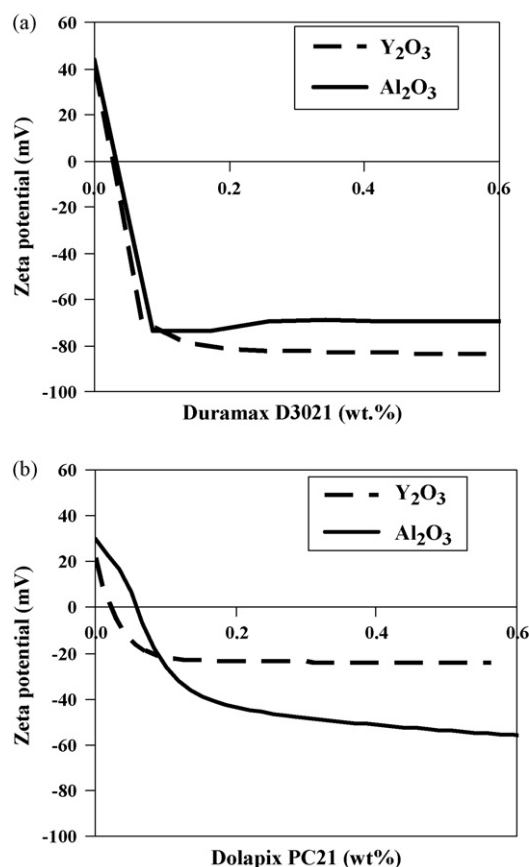 (a)
60
40
20
0
-20
-40
-60
-80
-100
Zeta potential (mV)
Y₂O₃
Al₂O₃
0.0 0.2 0.4 0.6
Duramax D3021 (wt.%)
(b)
60
40
20
0
-20
-40
-60
-80
-100
Zeta potential (mV)
Y₂O₃
Al₂O₃
0.0 0.2 0.4 0.6
Dolapix PC21 (wt%)